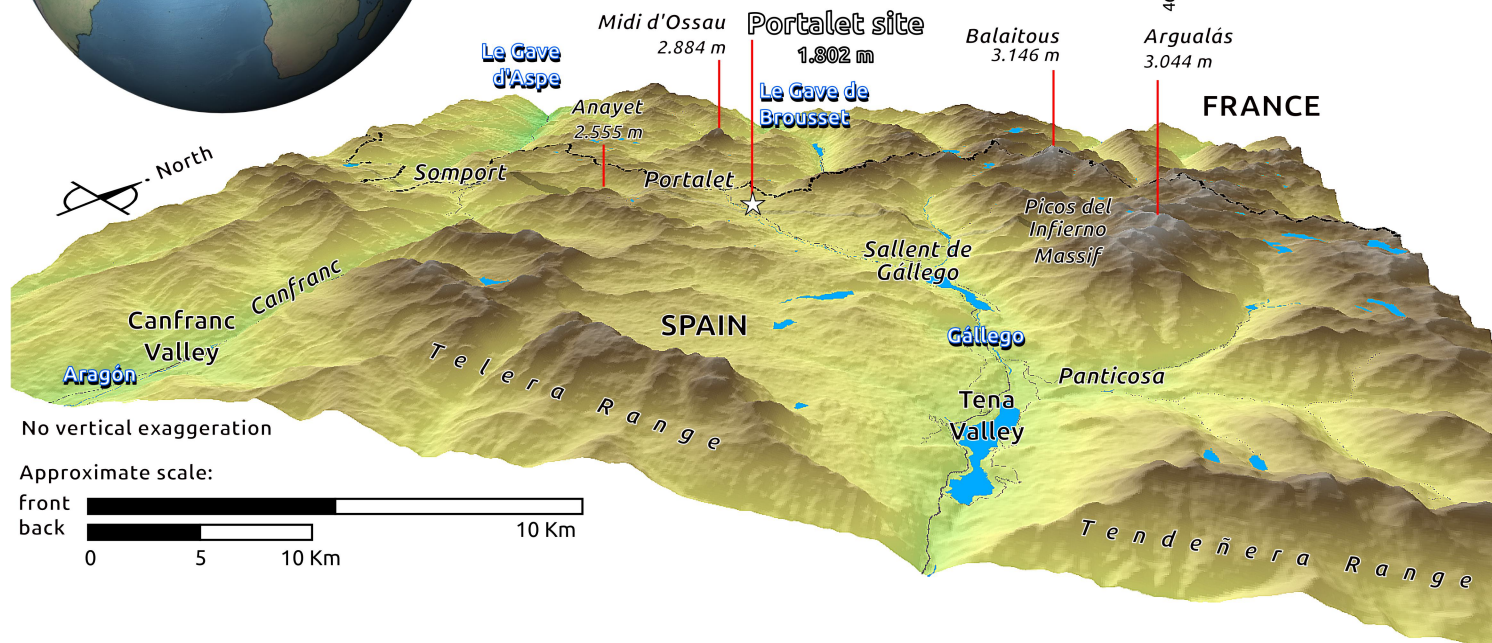 Midi d'Ossau
2.884 m
Portalet site
1.802 m
Balaitous
3.146 m
Argualás
3.044 m
Le Gave
d'Aspe
Le Gave de
Brousset
FRANCE
Anayet
2.555 m
North
Somport
Portalet
Picos del
Infierno
Massif
Sallent de
Gállego
Canfranc
Canfranc
Valley
SPAIN
Gállego
Aragón
Telera Range
Panticosa
Tena
Valley
No vertical exaggeration
Approximate scale:
front
back
10 Km
0 5 10 Km
Tendeñera Range